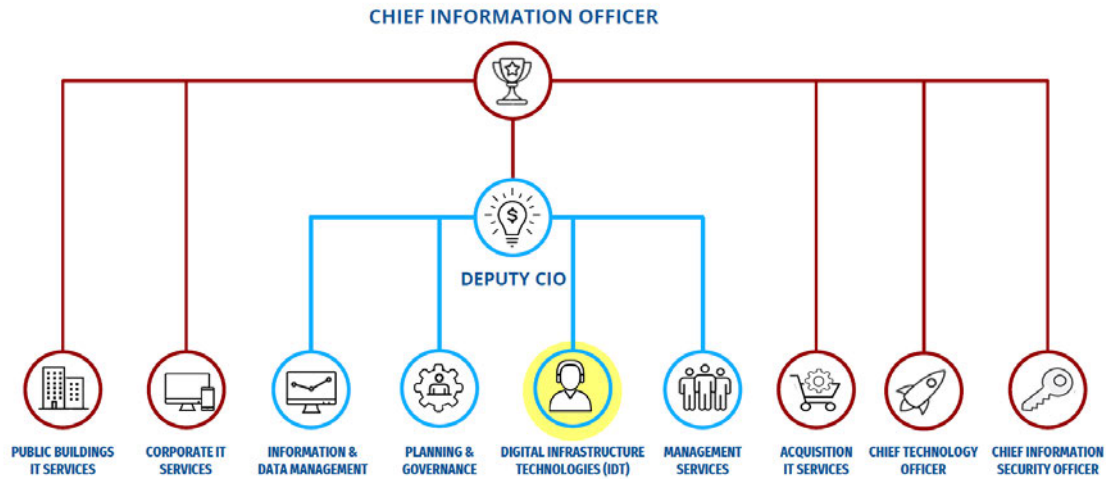 CHIEF INFORMATION OFFICER
$
DEPUTY CIO
PUBLIC BUILDINGS
IT SERVICES
CORPORATE IT
SERVICES
INFORMATION &
DATA MANAGEMENT
PLANNING &
GOVERNANCE
DIGITAL INFRASTRUCTURE
TECHNOLOGIES (IDT)
MANAGEMENT
SERVICES
ACQUISITION
IT SERVICES
CHIEF TECHNOLOGY
OFFICER
CHIEF INFORMATION
SECURITY OFFICER